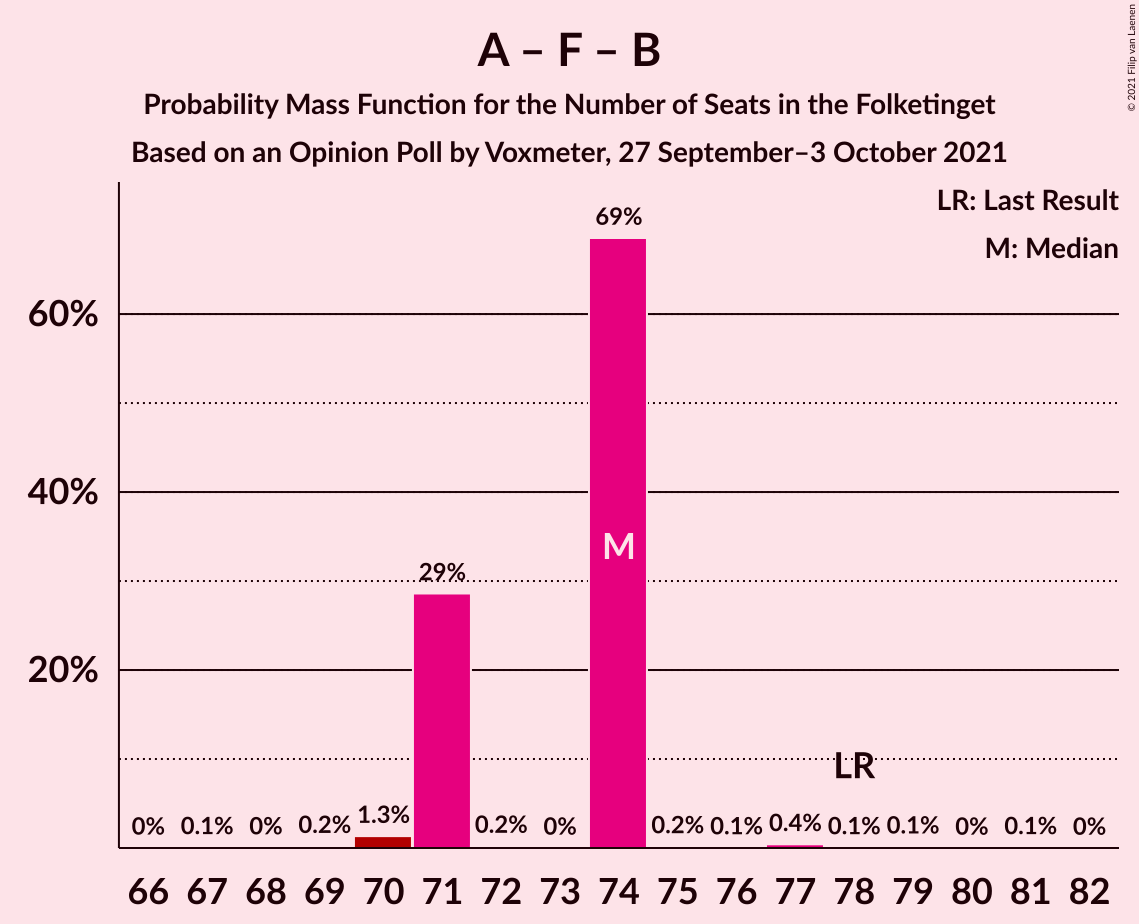 A – F – B
Probability Mass Function for the Number of Seats in the Folketinget
Based on an Opinion Poll by Voxmeter, 27 September–3 October 2021
© 2021 Filip van Laenen
LR: Last Result
M: Median
69%
60%
40%
M
29%
20%
LR
0% 0.1% 0% 0.2% 1.3% 0.2% 0% 0.2% 0.1% 0.4% 0.1% 0.1% 0% 0.1% 0%
66 67 68 69 70 71 72 73 74 75 76 77 78 79 80 81 82